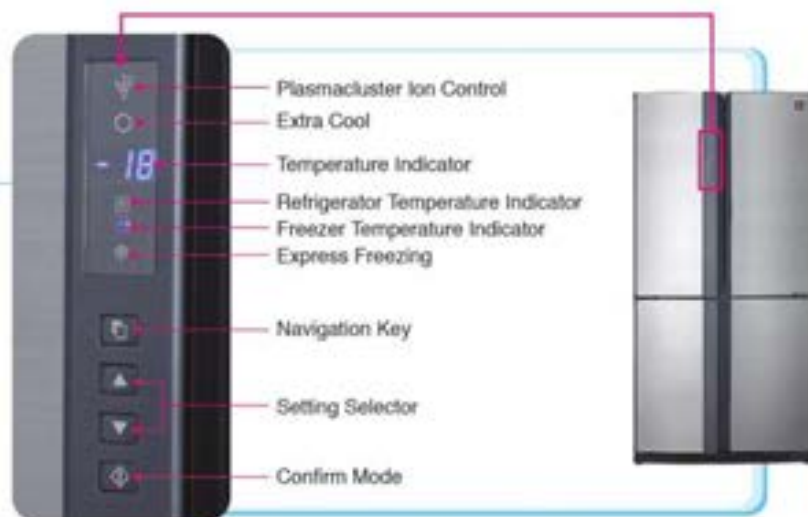 Plasmacluster Ion Control
Extra Cool
-18
Temperature Indicator
Refrigerator Temperature Indicator
Freezer Temperature Indicator
Express Freezing
Navigation Key
Setting Selector
Confirm Mode